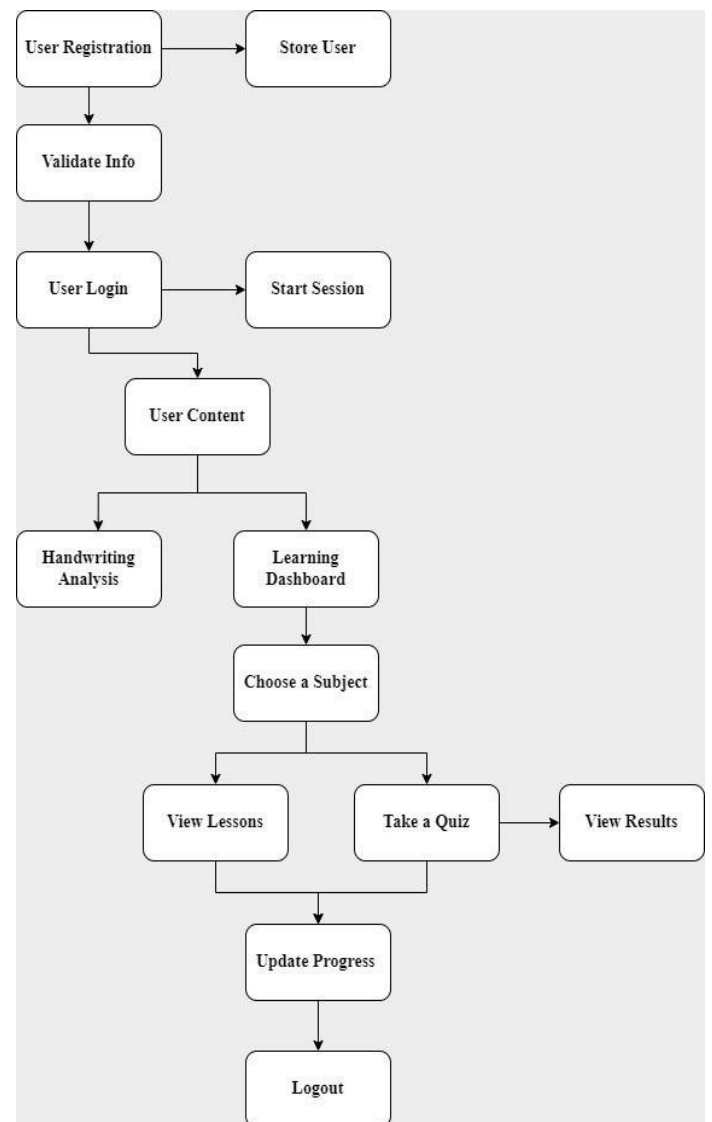 User Registration
Store User
Validate Info
User Login
Start Session
User Content
Handwriting
Analysis
Learning
Dashboard
Choose a Subject
View Lessons
Take a Quiz
View Results
Update Progress
Logout